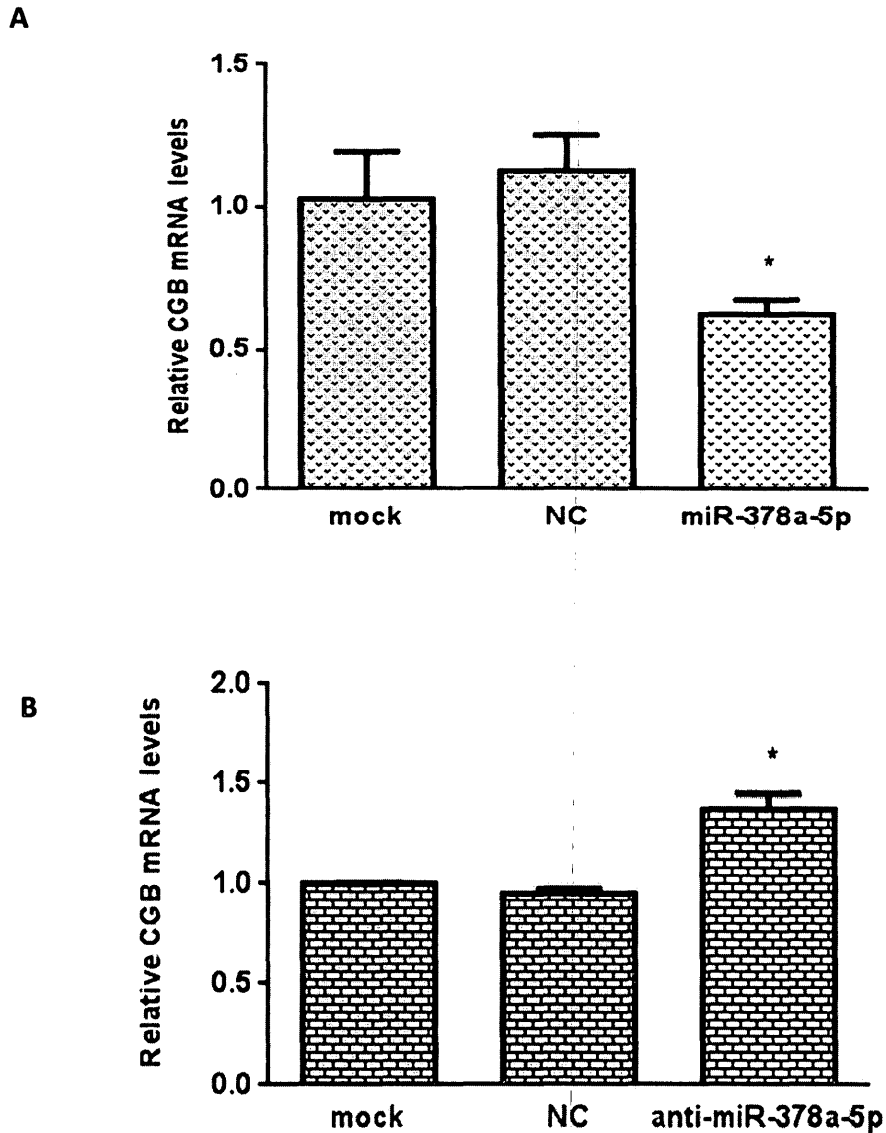 A
Relative CGB mRNA levels
1.5
1.0
0.5
0.0
*
mock NC miR-378a-5p
B
Relative CGB mRNA levels
2.0
1.5
1.0
0.5
0.0
*
mock NC anti-miR-378a-5p